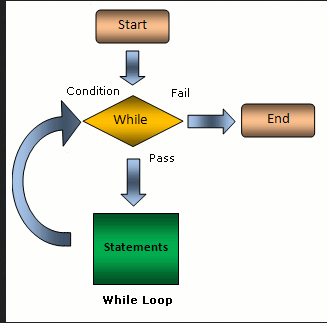 Start
Condition
Fail
While
End
Pass
Statements
While Loop